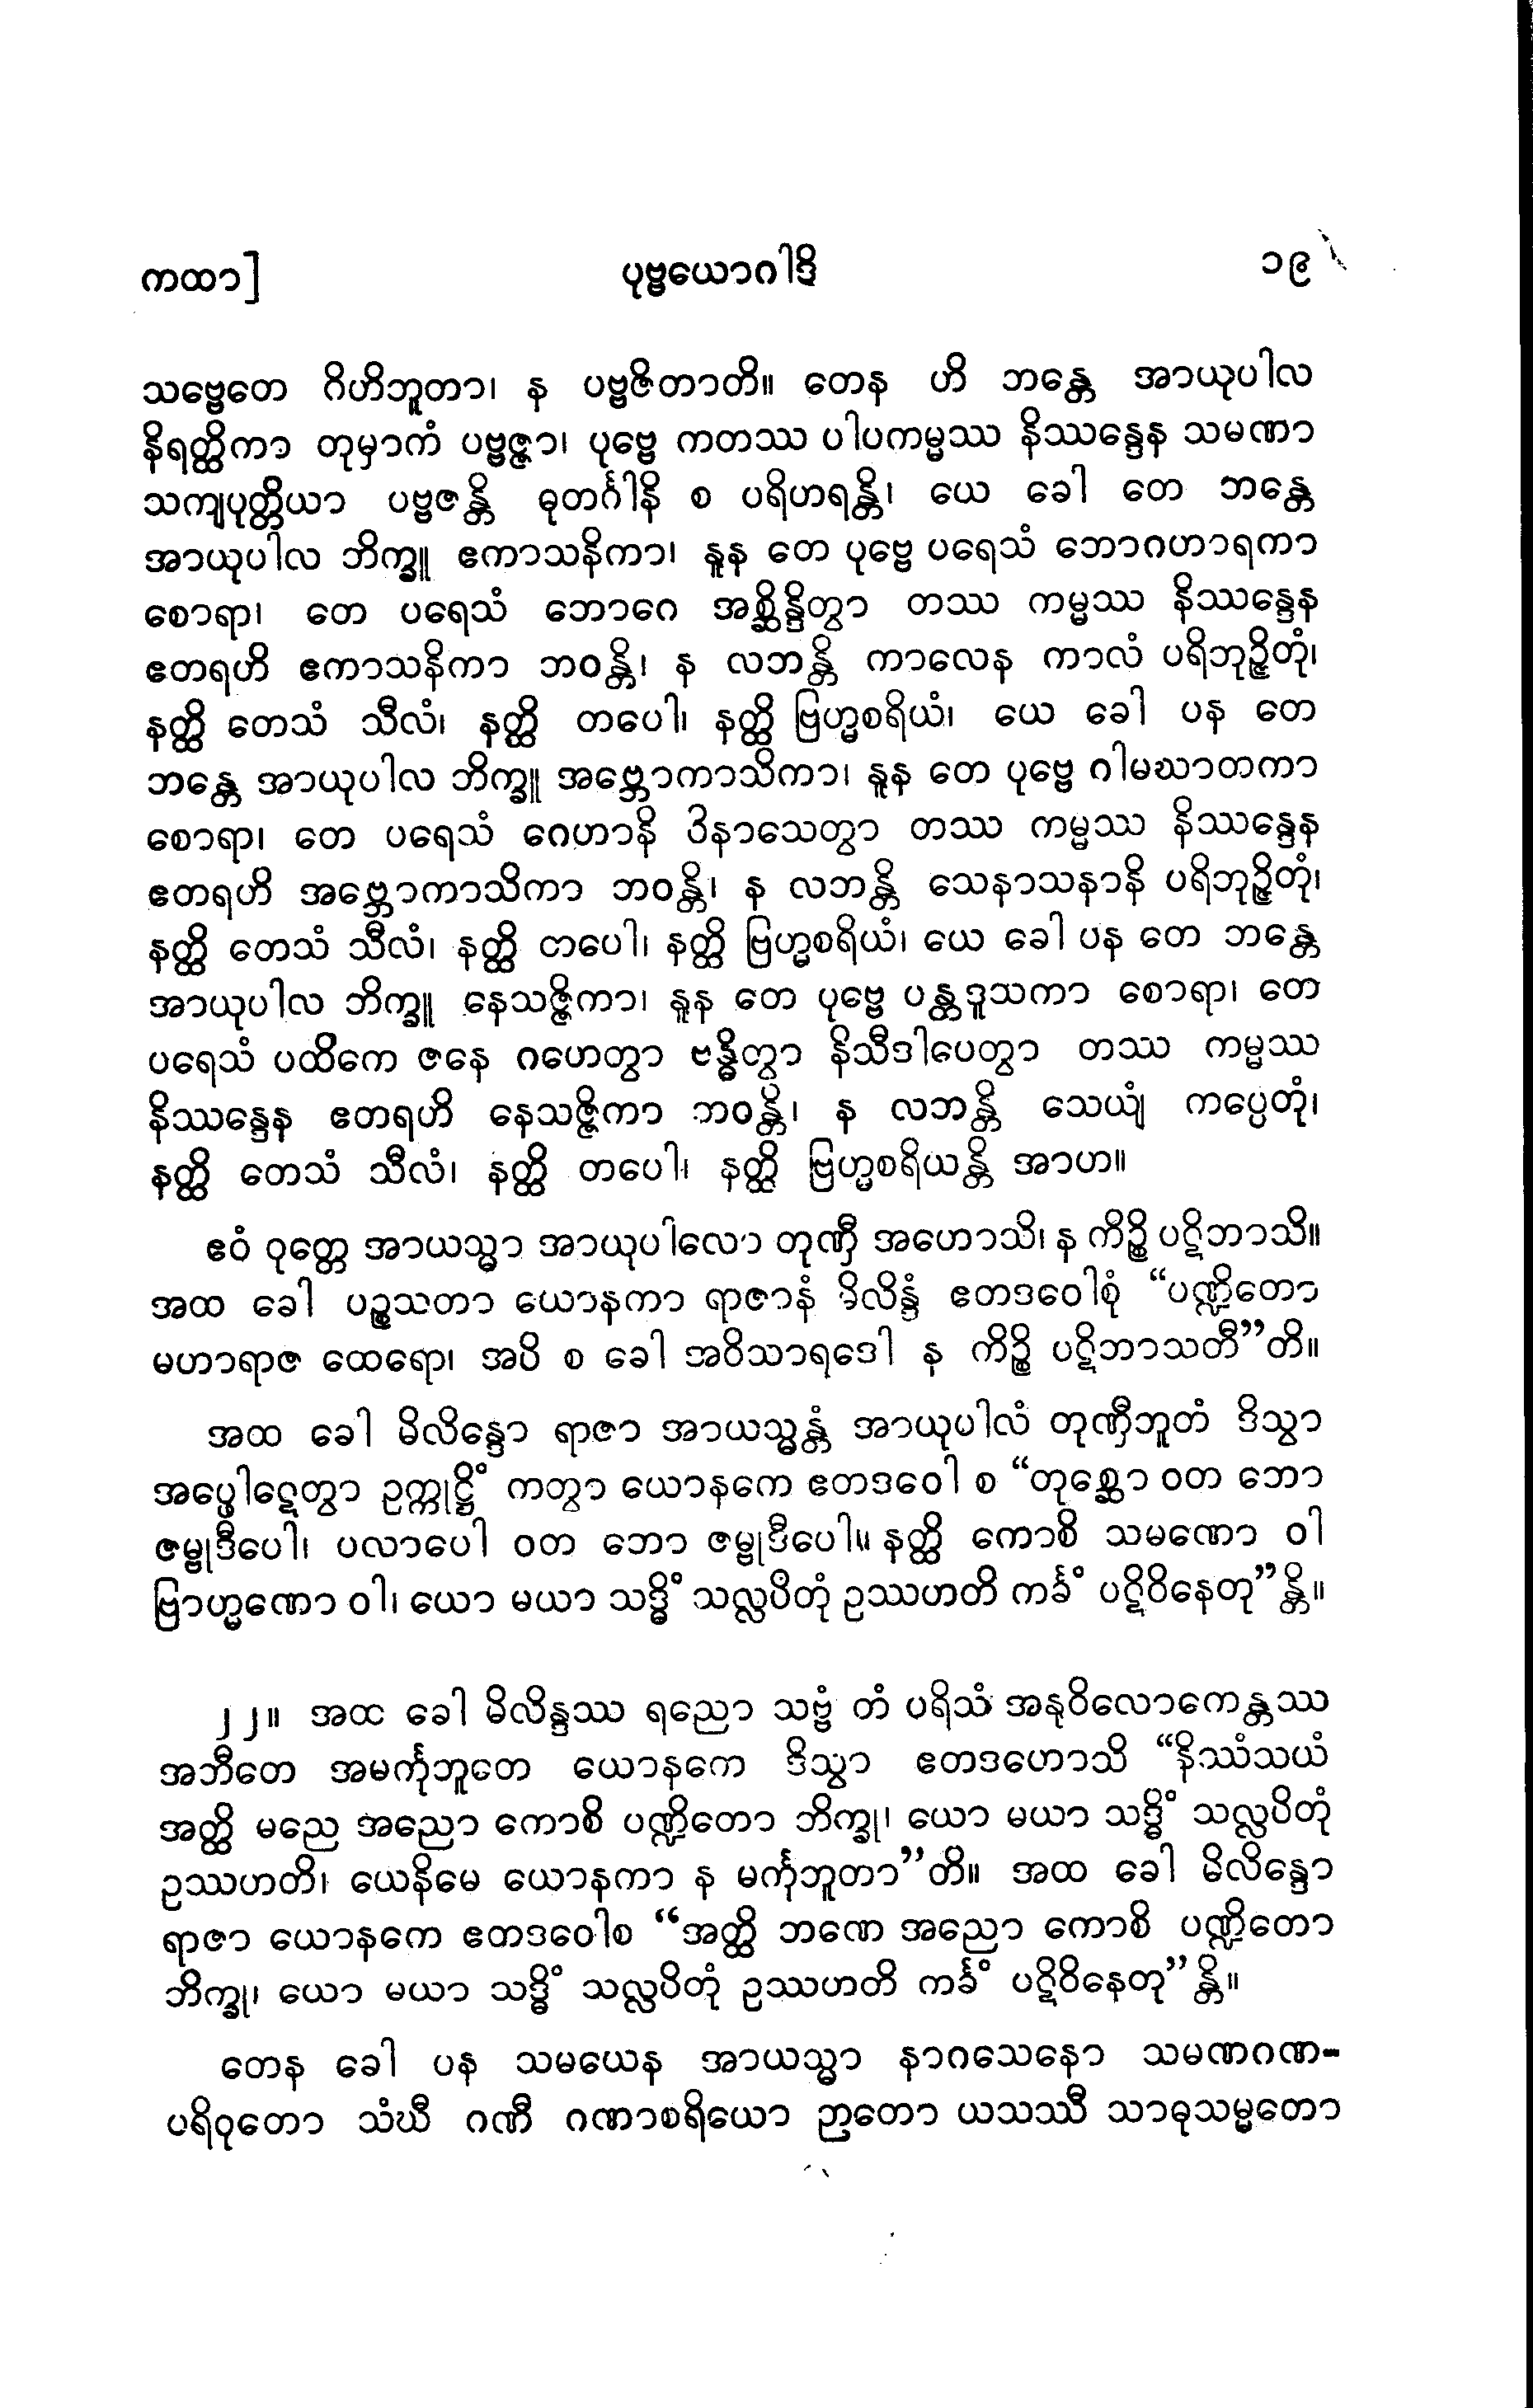 ကထာ] ပုဗ္ဗယောဂါဒိ ၁၉
သဗ္ဗေတေ ဂိဟိဘူတာ၊ န ပဗ္ဗဇိတာတိ။ တေန ဟိ ဘန္တေ အာယုပါလ
နိရတ္ထိကာ တုမှာကံ ပဗ္ဗဇ္ဇာ၊ ပုဗ္ဗေ ကတဿ ပါပကမ္မဿ နိဿန္ဒေန သမဏာ
သကျပုတ္တိယာ ပဗ္ဗဇန္တိ ဓုတင်္ဂါနိ စ ပရိဟရန္တိ၊ ယေ ခေါ တေ ဘန္တေ
အာယုပါလ ဘိက္ခူ ဧကာသနိကာ၊ နူန တေ ပုဗ္ဗေ ပရေသံ ဘောဂဟာရကာ
စောရာ၊ တေ ပရေသံ ဘောဂေ အစ္ဆိန္ဒိတွာ တဿ ကမ္မဿ နိဿန္ဒေန
ဧတရဟိ ဧကာသနိကာ ဘဝန္တိ၊ န လဘန္တိ ကာလေန ကာလံ ပရိဘုဉ္ဇိတုံ၊
နတ္ထိ တေသံ သီလံ၊ နတ္ထိ တပေါ၊ နတ္ထိ ဗြဟ္မစရိယံ၊ ယေ ခေါ ပန တေ
ဘန္တေ အာယုပါလ ဘိက္ခူ အဗ္ဘောကာသိကာ၊ နူန တေ ပုဗ္ဗေ ဂါမဃာတကာ
စောရာ၊ တေ ပရေသံ ဂေဟာနိ ဝိနာသေတွာ တဿ ကမ္မဿ နိဿန္ဒေန
ဧတရဟိ အဗ္ဘောကာသိကာ ဘဝန္တိ၊ န လဘန္တိ သေနာသနာနိ ပရိဘုဉ္ဇိတုံ၊
နတ္ထိ တေသံ သီလံ၊ နတ္ထိ တပေါ၊ နတ္ထိ ဗြဟ္မစရိယံ၊ ယေ ခေါ ပန တေ ဘန္တေ
အာယုပါလ ဘိက္ခူ နေသဇ္ဇိကာ၊ နူန တေ ပုဗ္ဗေ ပန္ထဒူသကာ စောရာ၊ တေ
ပရေသံ ပထိကေ ဇနေ ဂဟေတွာ ဗန္ဓိတွာ နိသီဒါပေတွာ တဿ ကမ္မဿ
နိဿန္ဒေန ဧတရဟိ နေသဇ္ဇိကာ ဘဝန္တိ၊ န လဘန္တိ သေယျံ ကပ္ပေတုံ၊
နတ္ထိ တေသံ သီလံ၊ နတ္ထိ တပေါ၊ နတ္ထိ ဗြဟ္မစရိယန္တိ အာဟ။
ဧဝံ ဝုတ္တေ အာယသ္မာ အာယုပါလော တုဏှီ အဟောသိ၊ န ကိဉ္စိ ပဋိဘာသိ။
အထ ခေါ ပဉ္စသတာ ယောနကာ ရာဇာနံ မိလိန္ဒံ ဧတဒဝေါစုံ “ပဏ္ဍိတော
မဟာရာဇ ထေရော၊ အပိ စ ခေါ အဝိသာရဒေါ န ကိဉ္စိ ပဋိဘာသတီ”တိ။
အထ ခေါ မိလိန္ဒော ရာဇာ အာယသ္မန္တံ အာယုပါလံ တုဏှီဘူတံ ဒိသွာ
အပ္ဖေါဋေတွာ ဥက္ကုဋ္ဌိံ ကတွာ ယောနကေ ဧတဒဝေါ စ “တုစ္ဆော ဝတ ဘော
ဇမ္ဗုဒီပေါ၊ ပလာပေါ ဝတ ဘော ဇမ္ဗုဒီပေါ။ နတ္ထိ ကောစိ သမဏော ဝါ
ဗြာဟ္မဏော ဝါ၊ ယော မယာ သဒ္ဓိံ သလ္လပိတုံ ဥဿဟတိ ကင်္ခံ ပဋိဝိနေတု”န္တိ။
၂၂။ အထ ခေါ မိလိန္ဒဿ ရညော သဗ္ဗံ တံ ပရိသံ အနုဝိလောကေန္တဿ
အဘီတေ အမင်္ကုဘူတေ ယောနကေ ဒိသွာ ဧတဒဟောသိ “နိဿံသယံ
အတ္ထိ မညေ အညော ကောစိ ပဏ္ဍိတော ဘိက္ခု၊ ယော မယာ သဒ္ဓိံ သလ္လပိတုံ
ဥဿဟတိ၊ ယေနိမေ ယောနကာ န မင်္ကုဘူတာ”တိ။ အထ ခေါ မိလိန္ဒော
ရာဇာ ယောနကေ ဧတဒဝေါစ “အတ္ထိ ဘဏေ အညော ကောစိ ပဏ္ဍိတော
ဘိက္ခု၊ ယော မယာ သဒ္ဓိံ သလ္လပိတုံ ဥဿဟတိ ကင်္ခံ ပဋိဝိနေတု”န္တိ။
တေန ခေါ ပန သမယေန အာယသ္မာ နာဂသေနော သမဏဂဏ-
ပရိဝုတော သံဃီ ဂဏီ ဂဏာစရိယော ဉာတော ယသဿီ သာဓုသမ္မတော